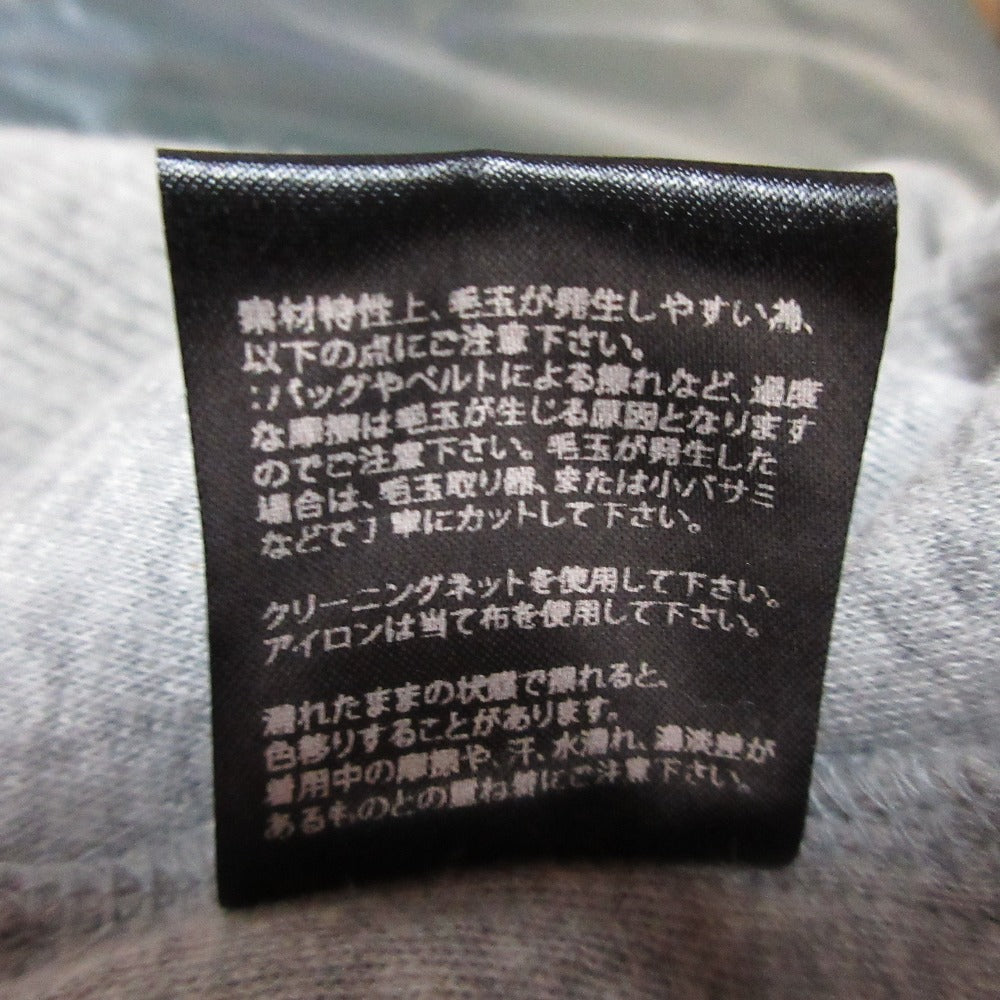 素材特性上、毛玉が発生しやすい為、
以下の点にご注意下さい。
:バッグやベルトによる擦れなど、過度
な摩擦は毛玉が生じる原因となります
のでご注意下さい。毛玉が発生した
場合は、毛玉取り器、または小バサミ
などで丁寧にカットして下さい。
クリーニングネットを使用して下さい。
アイロンは当て布を使用して下さい。
濡れたままの状態で擦れると、
色移りすることがあります。
着用中の摩擦や、汗、水濡れ、濃淡差が
あるものとの重ね着にご注意下さい。